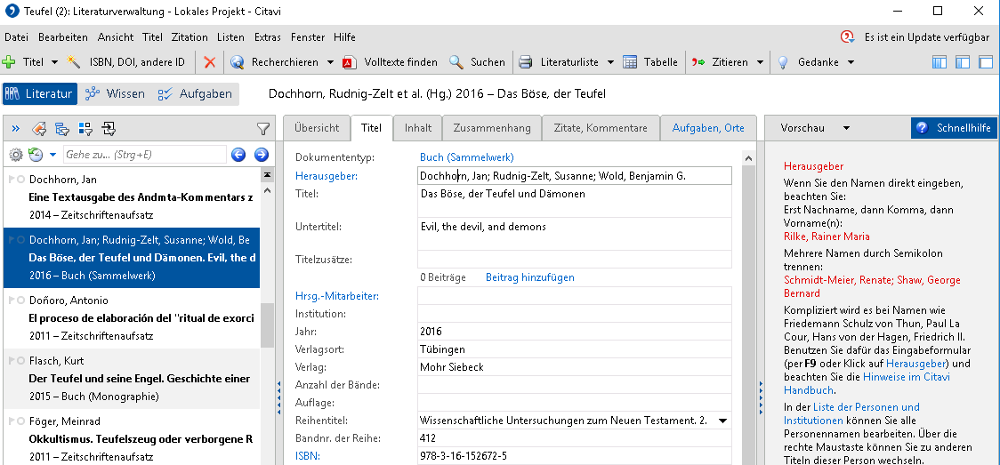 Teufel (2): Literaturverwaltung - Lokales Projekt - Citavi
Datei Bearbeiten Ansicht Titel Zitation Listen Extras Fenster Hilfe
Es ist ein Update verfügbar
Titel ISBN, DOI, andere ID Recherchieren Volltexte finden Suchen Literaturliste Tabelle Zitieren Gedanke
Literatur Wissen Aufgaben
Dochhorn, Rudnig-Zelt et al. (Hg.) 2016 – Das Böse, der Teufel
Gehe zu... (Strg+E)
Dochhorn, Jan
Eine Textausgabe des Andmta-Kommentars z
2014 – Zeitschriftenaufsatz
Dochhorn, Jan; Rudnig-Zelt, Susanne; Wold, Be
Das Böse, der Teufel und Dämonen. Evil, the d
2016 – Buch (Sammelwerk)
Doñoro, Antonio
El proceso de elaboración del "ritual de exorci
2011 – Zeitschriftenaufsatz
Flasch, Kurt
Der Teufel und seine Engel. Geschichte einer
2015 – Buch (Monographie)
Föger, Meinrad
Okkultismus. Teufelszeug oder verborgene R
2011 – Zeitschriftenaufsatz
Übersicht Titel Inhalt Zusammenhang Zitate, Kommentare Aufgaben, Orte
Dokumententyp: Buch (Sammelwerk)
Herausgeber: Dochhorn, Jan; Rudnig-Zelt, Susanne; Wold, Benjamin G.
Titel: Das Böse, der Teufel und Dämonen
Untertitel: Evil, the devil, and demons
Titelzusätze:
0 Beiträge Beitrag hinzufügen
Hrsg.-Mitarbeiter:
Institution:
Jahr: 2016
Verlagsort: Tübingen
Verlag: Mohr Siebeck
Anzahl der Bände:
Auflage:
Reihentitel: Wissenschaftliche Untersuchungen zum Neuen Testament. 2.
Bandnr. der Reihe: 412
ISBN: 978-3-16-152672-5
Vorschau Schnellhilfe
Herausgeber
Wenn Sie den Namen direkt eingeben,
beachten Sie:
Erst Nachname, dann Komma, dann
Vorname(n):
Rilke, Rainer Maria
Mehrere Namen durch Semikolon
trennen:
Schmidt-Meier, Renate; Shaw, George
Bernard
Kompliziert wird es bei Namen wie
Friedemann Schulz von Thun, Paul La
Cour, Hans von der Hagen, Friedrich II.
Benutzen Sie dafür das Eingabeformular
(per F9 oder Klick auf Herausgeber) und
beachten Sie die Hinweise im Citavi
Handbuch.
In der Liste der Personen und
Institutionen können Sie alle
Personennamen bearbeiten. Über die
rechte Maustaste können Sie zu anderen
Titeln dieser Person wechseln.